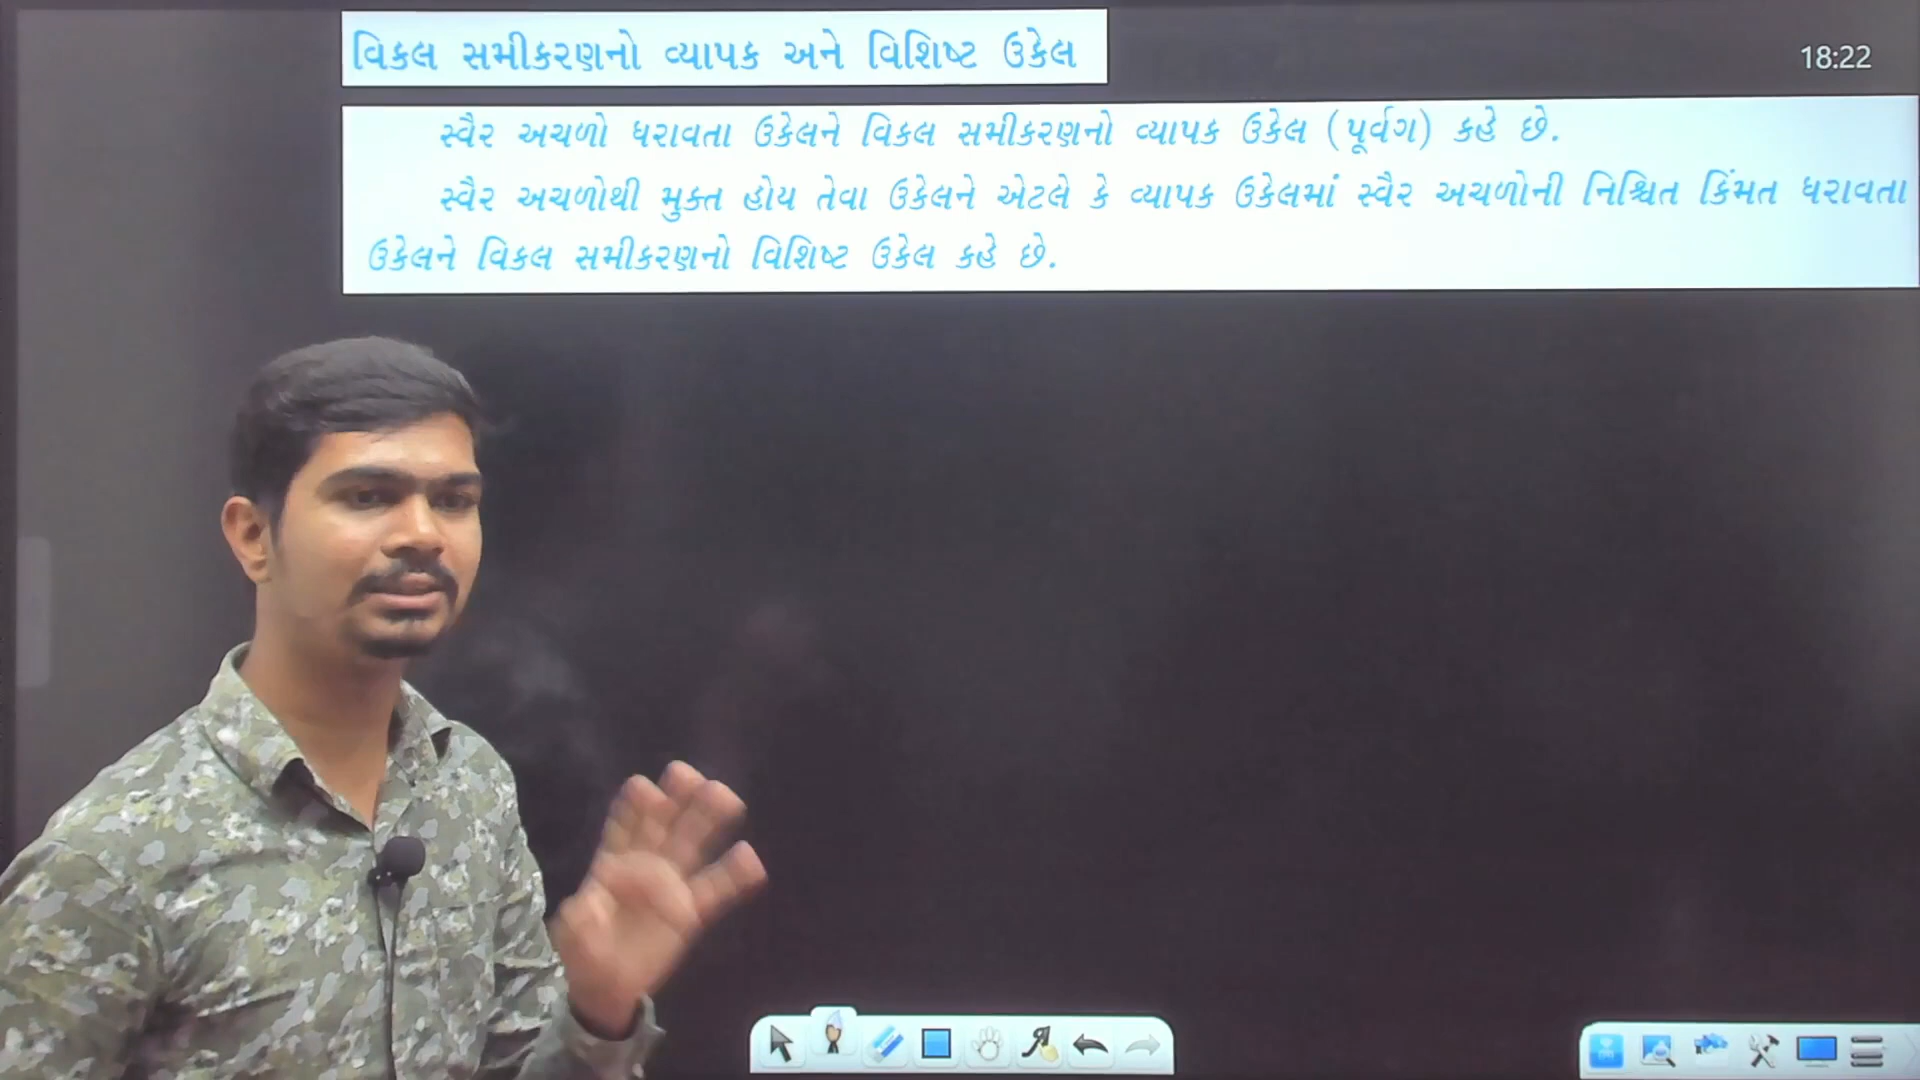 વિકલ સમીકરણનો વ્યાપક અને વિશિષ્ટ ઉકેલ
18:22
સ્વૈર અચળો ધરાવતા ઉકેલને વિકલ સમીકરણનો વ્યાપક ઉકેલ (પૂર્વગ) કહે છે.
સ્વૈર અચળોથી મુક્ત હોય તેવા ઉકેલને એટલે કે વ્યાપક ઉકેલમાં સ્વૈર અચળોની નિશ્ચિત કિંમત ધરાવતા
ઉકેલને વિકલ સમીકરણનો વિશિષ્ટ ઉકેલ કહે છે.